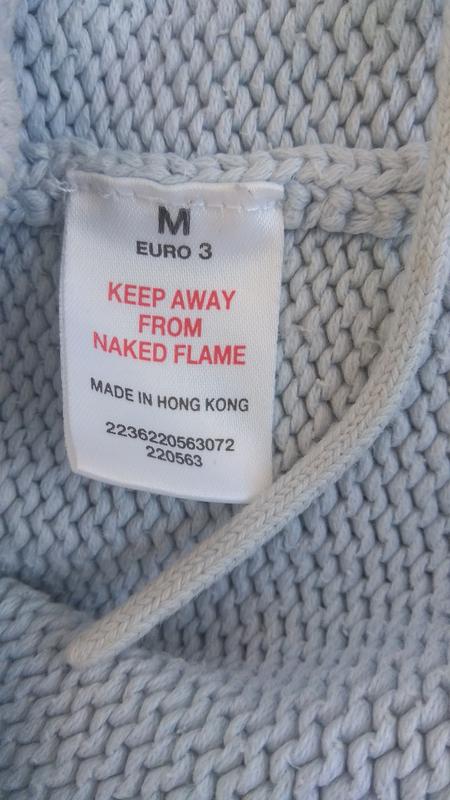 M
EURO 3
KEEP AWAY
FROM
NAKED FLAME
MADE IN HONG KONG
2236220563072
220563